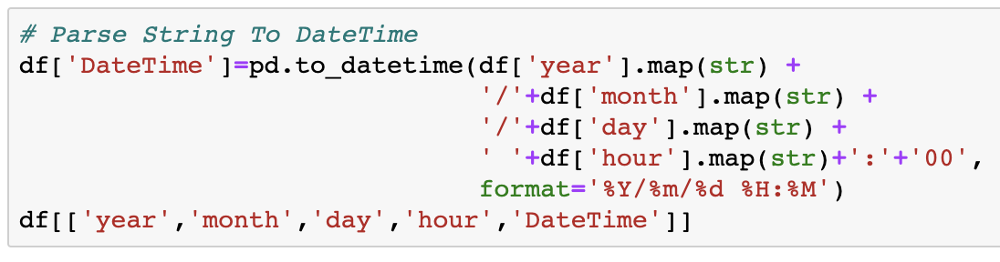 # Parse String To DateTime
df['DateTime']=pd.to_datetime(df['year'].map(str) +
'/'+df['month'].map(str) +
'/'+df['day'].map(str) +
' '+df['hour'].map(str)+':'+'00',
format='%Y/%m/%d %H:%M')
df[['year','month','day','hour','DateTime']]